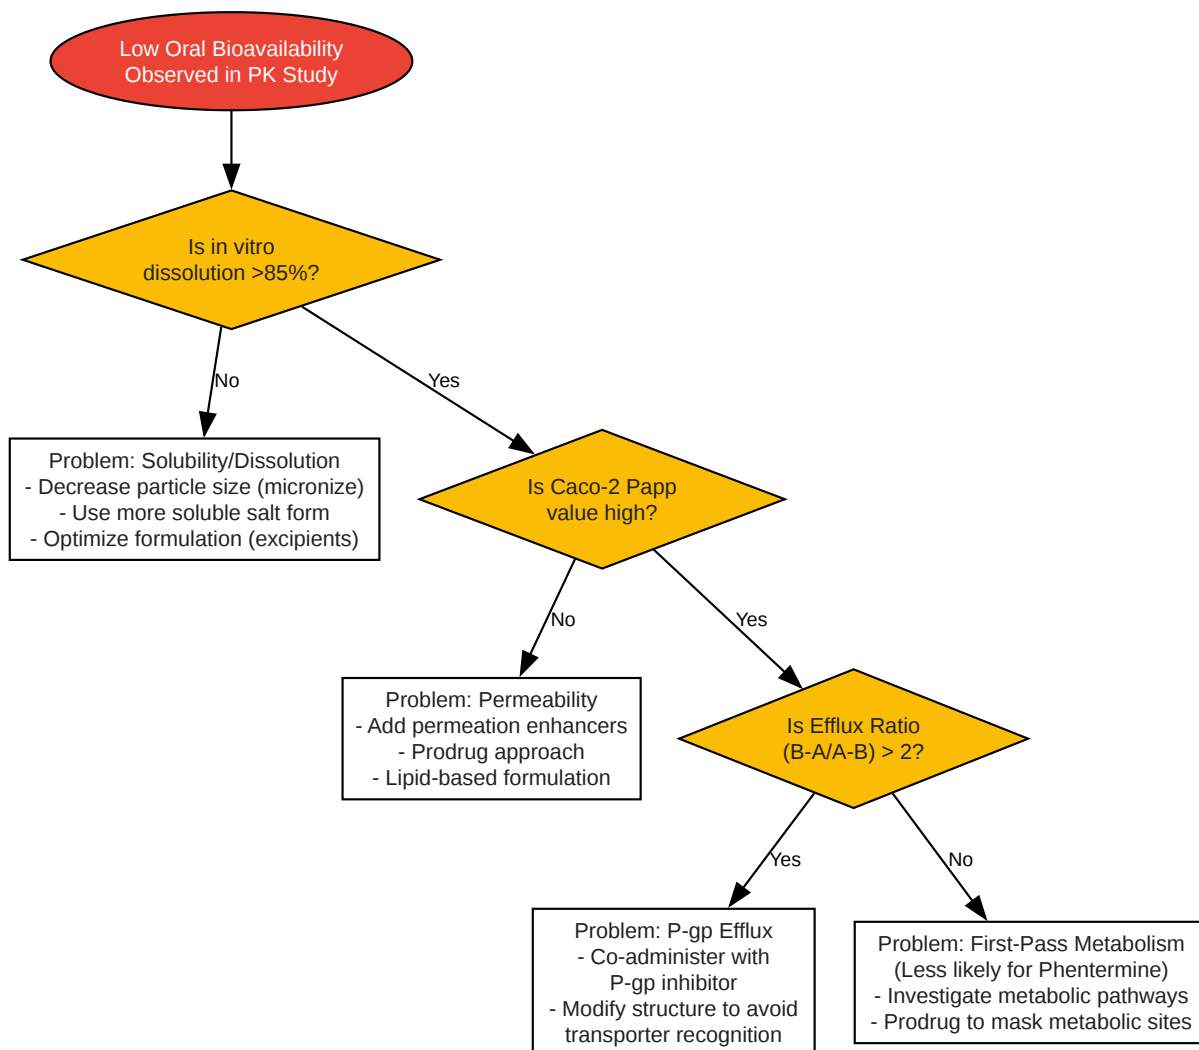 Low Oral Bioavailability
Observed in PK Study
Is in vitro
dissolution >85%?
No
Yes
Problem: Solubility/Dissolution
- Decrease particle size (micronize)
- Use more soluble salt form
- Optimize formulation (excipients)
Is Caco-2 Papp
value high?
No
Yes
Problem: Permeability
- Add permeation enhancers
- Prodrug approach
- Lipid-based formulation
Is Efflux Ratio
(B-A/A-B) > 2?
Yes
No
Problem: P-gp Efflux
- Co-administer with
P-gp inhibitor
- Modify structure to avoid
transporter recognition
Problem: First-Pass Metabolism
(Less likely for Phentermine)
- Investigate metabolic pathways
- Prodrug to mask metabolic sites